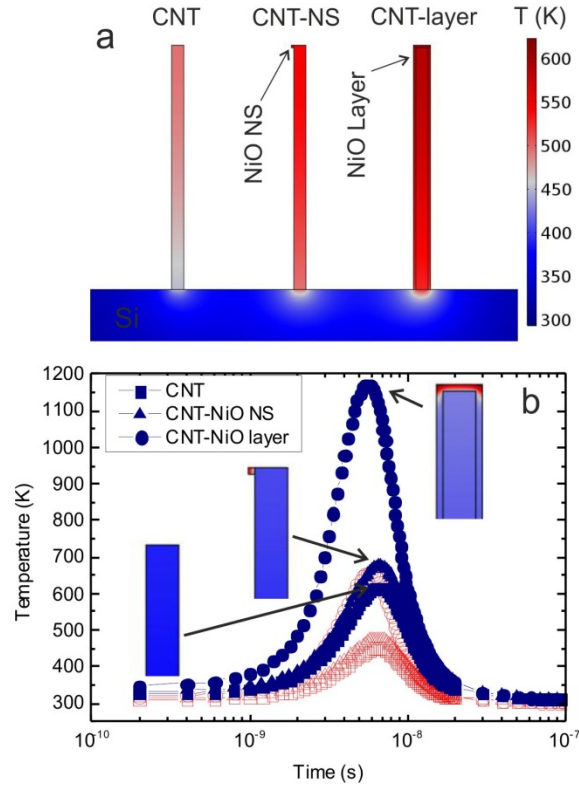 a
CNT
CNT-NS
CNT-layer
T (K)
NiO NS
NiO Layer
600
550
500
450
400
350
300
Si
b
CNT
CNT-NiO NS
CNT-NiO layer
1200
1100
1000
900
800
700
600
500
400
300
Temperature (K)
10⁻¹⁰
10⁻⁹
10⁻⁸
10⁻⁷
Time (s)